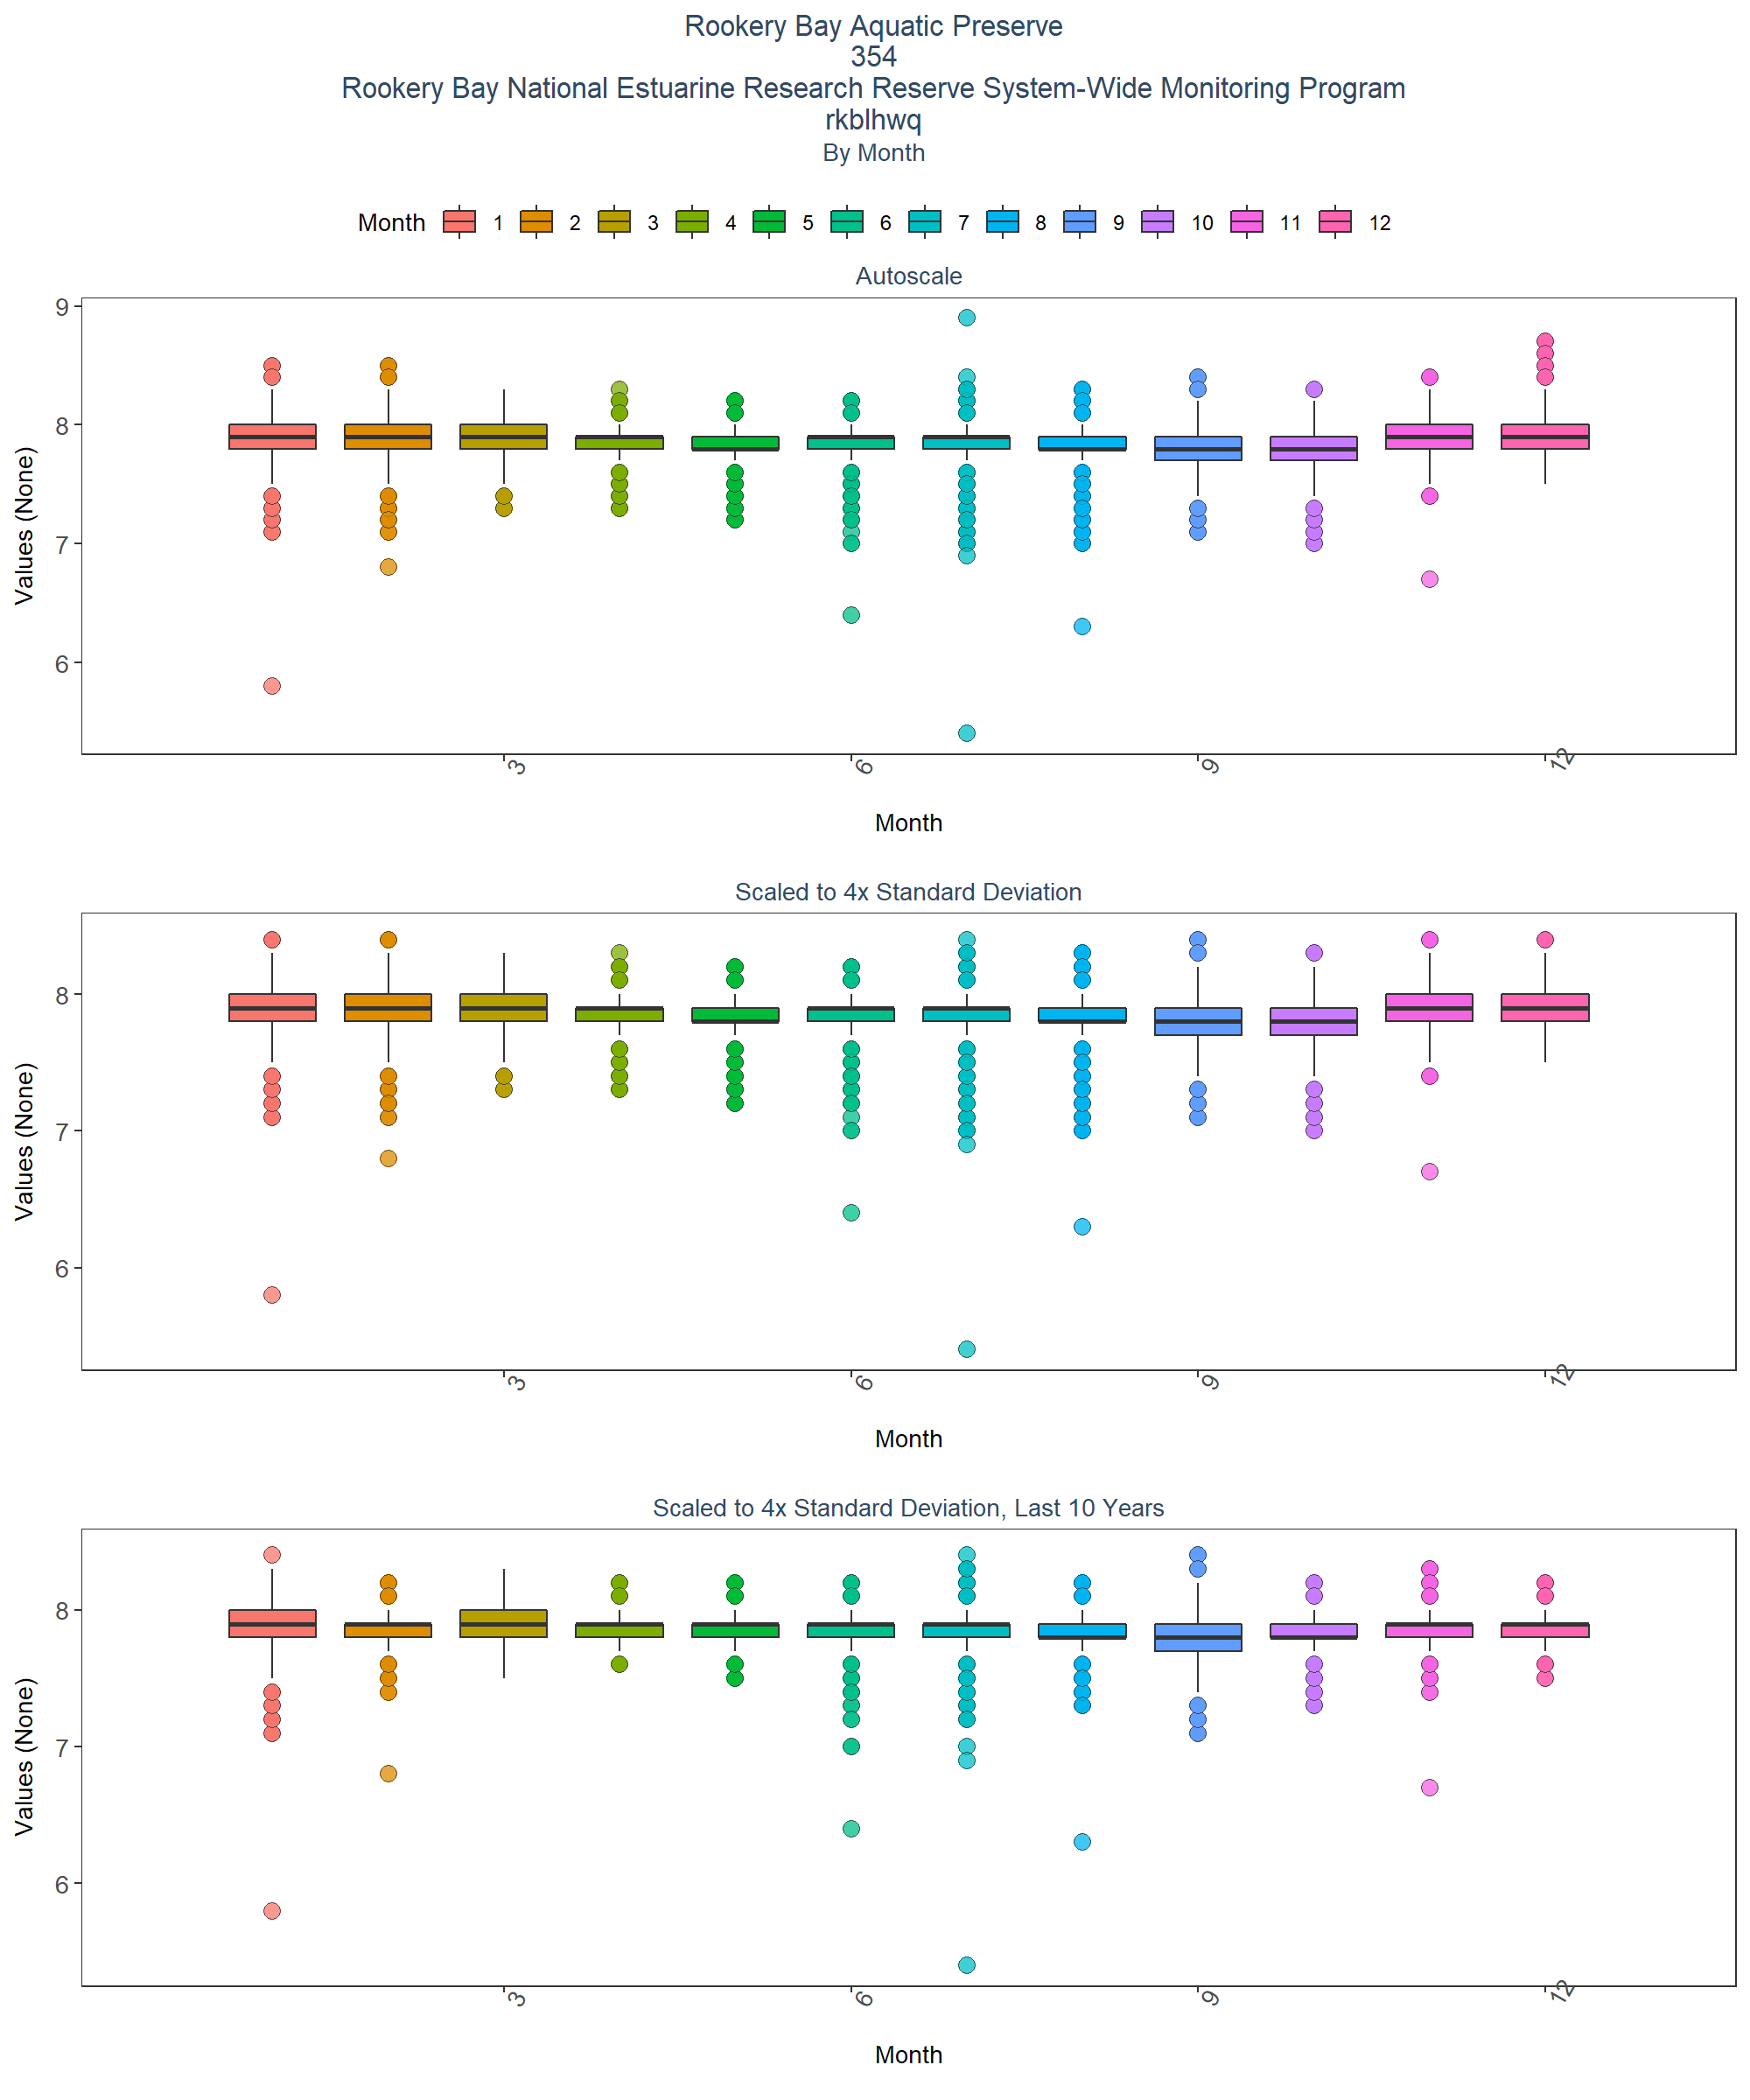 Rookery Bay Aquatic Preserve
354
Rookery Bay National Estuarine Research Reserve System-Wide Monitoring Program
rkblhwq
By Month
Month 1 2 3 4 5 6 7 8 9 10 11 12
Autoscale
9
8
7
6
Values (None)
3 6 9 12
Month
Scaled to 4x Standard Deviation
8
7
6
Values (None)
3 6 9 12
Month
Scaled to 4x Standard Deviation, Last 10 Years
8
7
6
Values (None)
3 6 9 12
Month